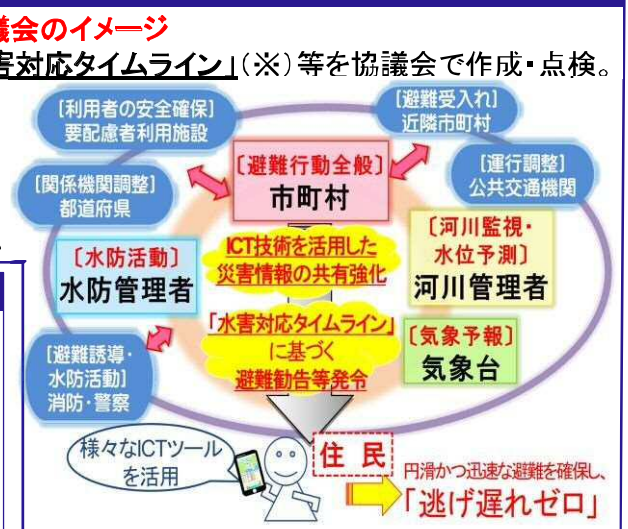 議会のイメージ
害対応タイムライン」(※)等を協議会で作成・点検。
[利用者の安全確保]
要配慮者利用施設
[避難受入れ]
近隣市町村
[関係機関調整]
都道府県
〔避難行動全般〕
市町村
[運行調整]
公共交通機関
〔水防活動〕
水防管理者
ICT技術を活用した
災害情報の共有強化
〔河川監視・
水位予測〕
河川管理者
「水害対応タイムライン」
に基づく
避難勧告等発令
〔気象予報〕
気象台
[避難誘導・
水防活動]
消防・警察
様々なICTツール
を活用
住 民
円滑かつ迅速な避難を確保し、
「逃げ遅れゼロ」